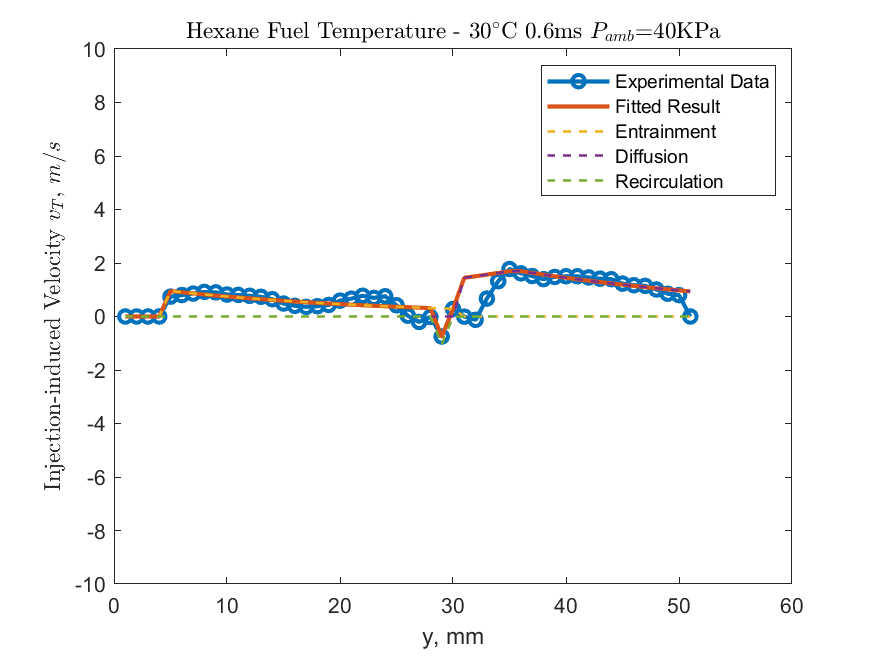 Hexane Fuel Temperature - 30°C 0.6ms P_amb=40KPa
10
8
6
4
2
0
-2
-4
-6
-8
-10
Injection-induced Velocity v_T, m/s
Experimental Data
Fitted Result
Entrainment
Diffusion
Recirculation
0 10 20 30 40 50 60
y, mm